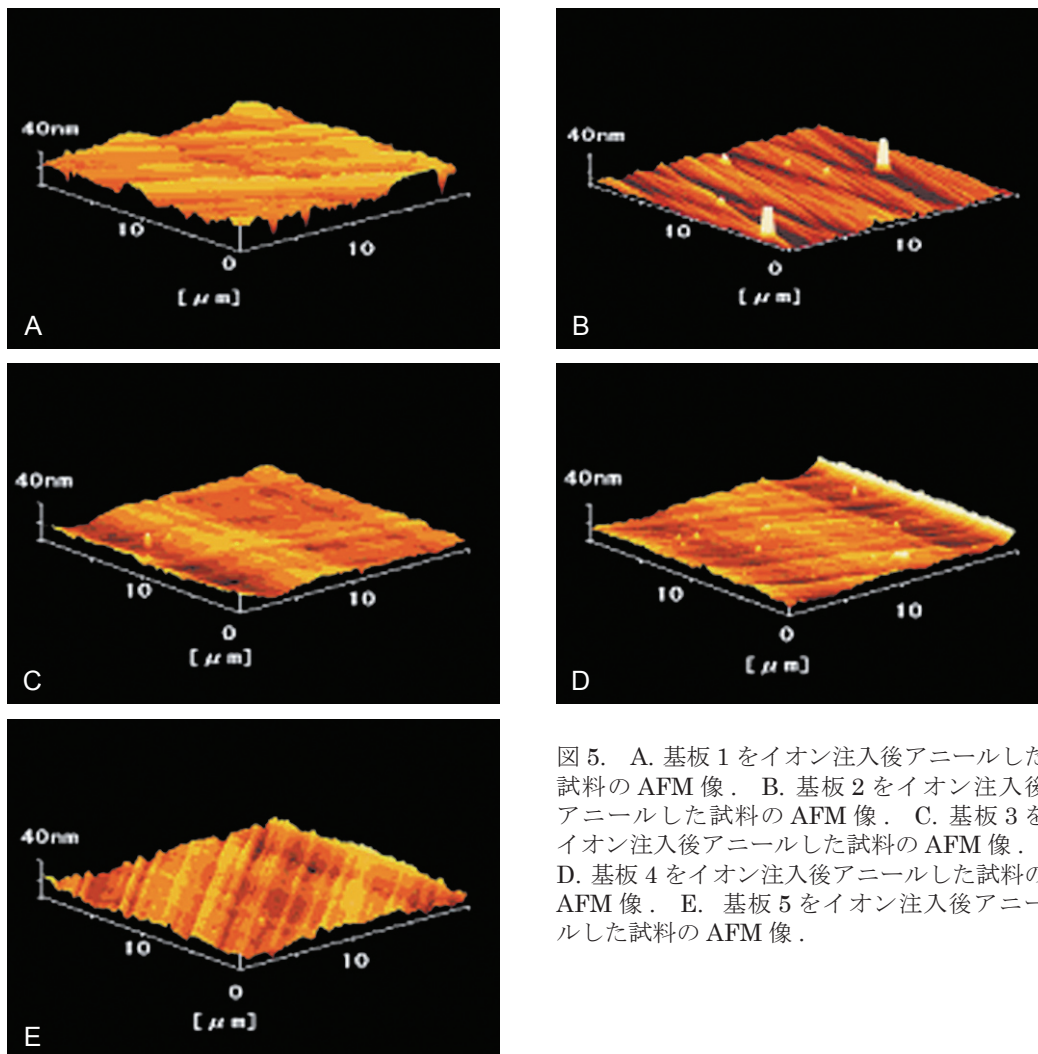 40nm
10
10
0
[μm]
A
40nm
10
10
0
[μm]
B
40nm
10
10
0
[μm]
C
40nm
10
10
0
[μm]
D
40nm
10
10
0
[μm]
E
図 5. A. 基板 1 をイオン注入後アニールした
試料の AFM 像． B. 基板 2 をイオン注入後
アニールした試料の AFM 像． C. 基板 3 を
イオン注入後アニールした試料の AFM 像．
D. 基板 4 をイオン注入後アニールした試料の
AFM 像． E. 基板 5 をイオン注入後アニー
ルした試料の AFM 像．